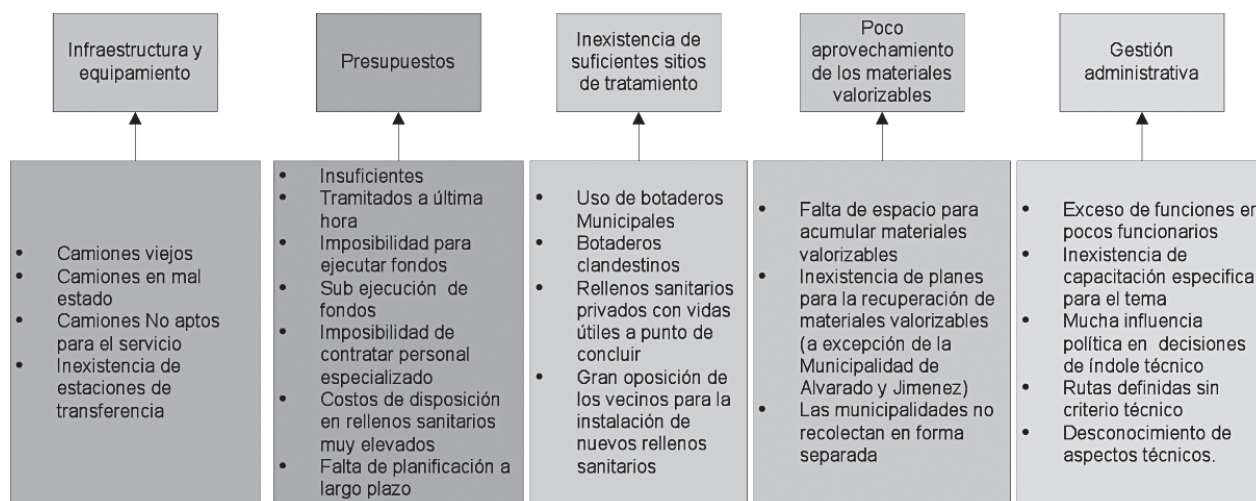 Infraestructura y
equipamiento
Presupuestos
Inexistencia de
suficientes sitios
de tratamiento
Poco
aprovechamiento
de los materiales
valorizables
Gestión
administrativa
• Camiones viejos
• Camiones en mal
estado
• Camiones No aptos
para el servicio
• Inexistencia de
estaciones de
transferencia
• Insuficientes
• Tramitados a última
hora
• Imposibilidad para
ejecutar fondos
• Sub ejecución de
fondos
• Imposibilidad de
contratar personal
especializado
• Costos de disposición
en rellenos sanitarios
muy elevados
• Falta de planificación a
largo plazo
• Uso de botaderos
Municipales
• Botaderos
clandestinos
• Rellenos sanitarios
privados con vidas
útiles a punto de
concluir
• Gran oposición de
los vecinos para la
instalación de
nuevos rellenos
sanitarios
• Falta de espacio para
acumular materiales
valorizables
• Inexistencia de planes
para la recuperación de
materiales valorizables
(a excepción de la
Municipalidad de
Alvarado y Jimenez)
• Las municipalidades no
recolectan en forma
separada
• Exceso de funciones en
pocos funcionarios
• Inexistencia de
capacitación especifica
para el tema
• Mucha influencia
política en decisiones
de índole técnico
• Rutas definidas sin
criterio técnico
• Desconocimiento de
aspectos técnicos.